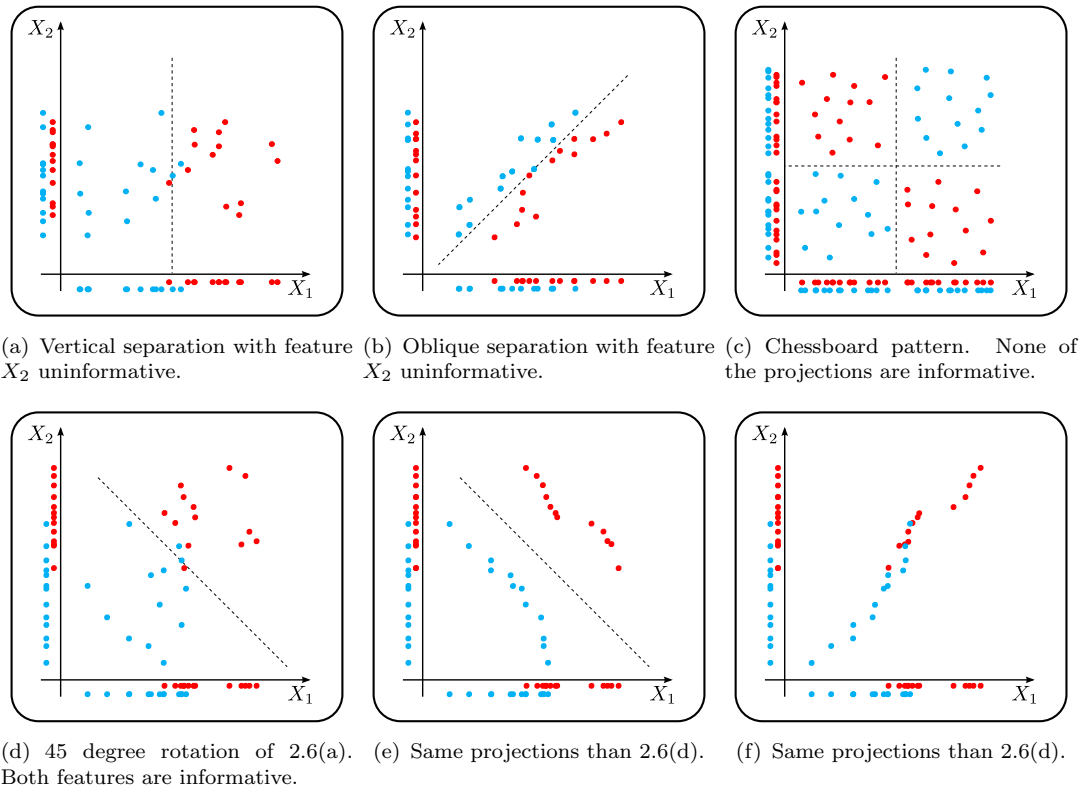 X2
X1
X2
X1
X2
X1
(a) Vertical separation with feature
X2 uninformative.
(b) Oblique separation with feature
X2 uninformative.
(c) Chessboard pattern. None of
the projections are informative.
X2
X1
X2
X1
X2
X1
(d) 45 degree rotation of 2.6(a).
Both features are informative.
(e) Same projections than 2.6(d).
(f) Same projections than 2.6(d).